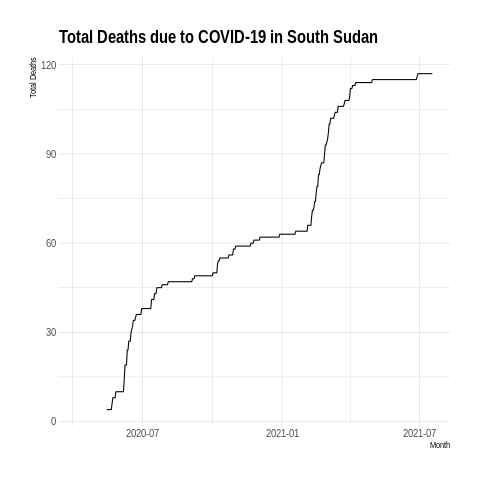 Total Deaths due to COVID-19 in South Sudan
Total Deaths
120
90
60
30
0
2020-07
2021-01
2021-07
Month